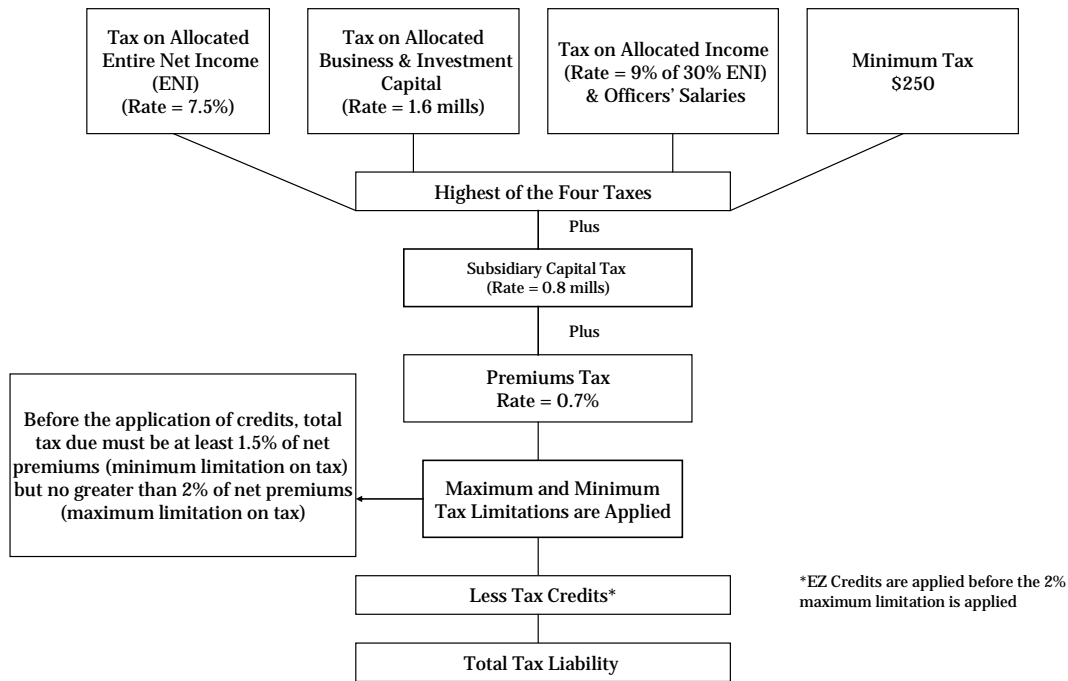 Tax on Allocated
Entire Net Income
(ENI)
(Rate = 7.5%)
Tax on Allocated
Business & Investment
Capital
(Rate = 1.6 mills)
Tax on Allocated Income
(Rate = 9% of 30% ENI)
& Officers' Salaries
Minimum Tax
$250
Highest of the Four Taxes
Plus
Subsidiary Capital Tax
(Rate = 0.8 mills)
Plus
Premiums Tax
Rate = 0.7%
Before the application of credits, total
tax due must be at least 1.5% of net
premiums (minimum limitation on tax)
but no greater than 2% of net premiums
(maximum limitation on tax)
Maximum and Minimum
Tax Limitations are Applied
Less Tax Credits*
*EZ Credits are applied before the 2%
maximum limitation is applied
Total Tax Liability